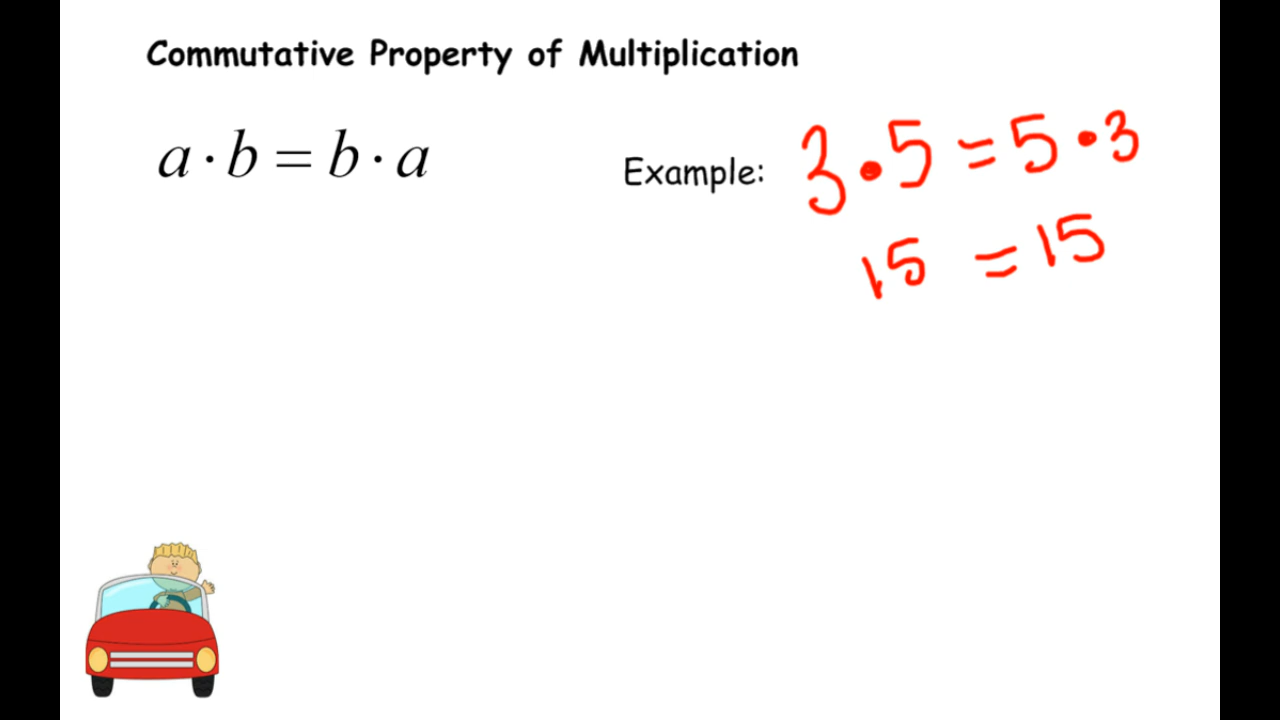 Commutative Property of Multiplication
a · b = b · a
Example: 3 · 5 = 5 · 3
15 = 15